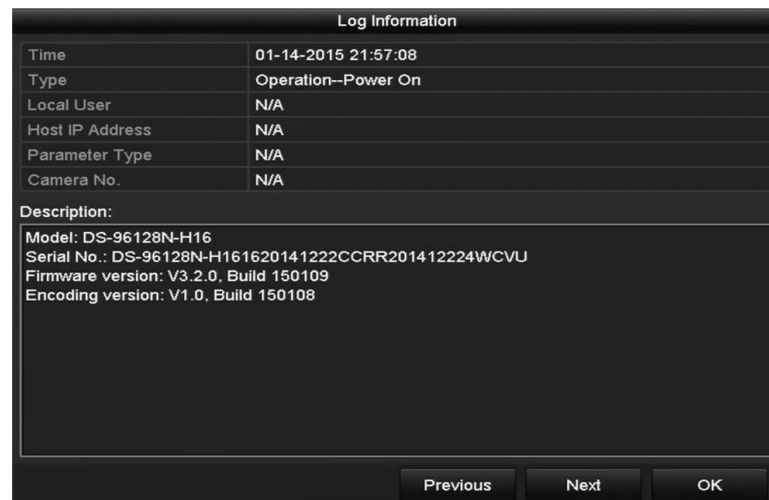 Log Information
Time 01-14-2015 21:57:08
Type Operation--Power On
Local User N/A
Host IP Address N/A
Parameter Type N/A
Camera No. N/A
Description:
Model: DS-96128N-H16
Serial No.: DS-96128N-H161620141222CCRR201412224WCVU
Firmware version: V3.2.0, Build 150109
Encoding version: V1.0, Build 150108
Previous Next OK